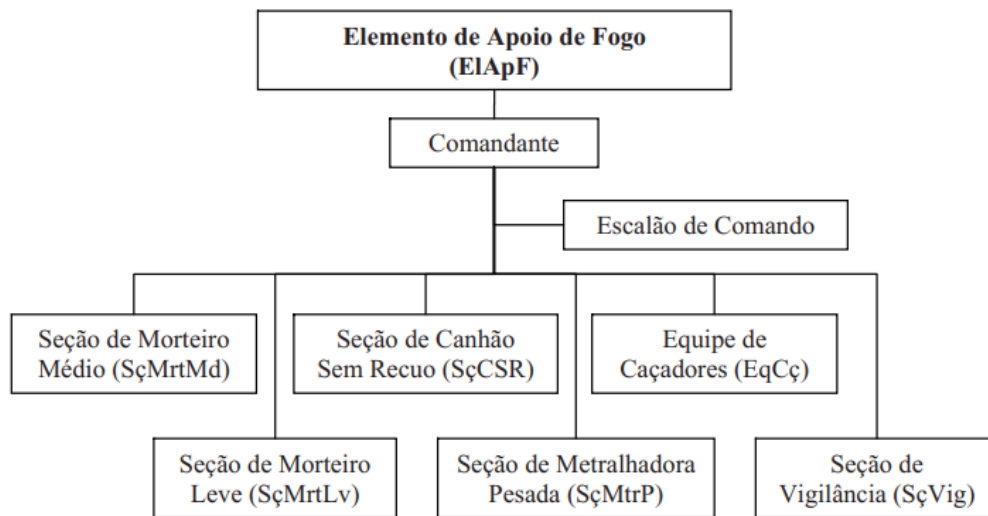 Elemento de Apoio de Fogo
(ElApF)
Comandante
Escalão de Comando
Seção de Morteiro
Médio (SçMrtMd)
Seção de Canhão
Sem Recuo (SçCSR)
Equipe de
Caçadores (EqCç)
Seção de Morteiro
Leve (SçMrtLv)
Seção de Metralhadora
Pesada (SçMtrP)
Seção de
Vigilância (SçVig)